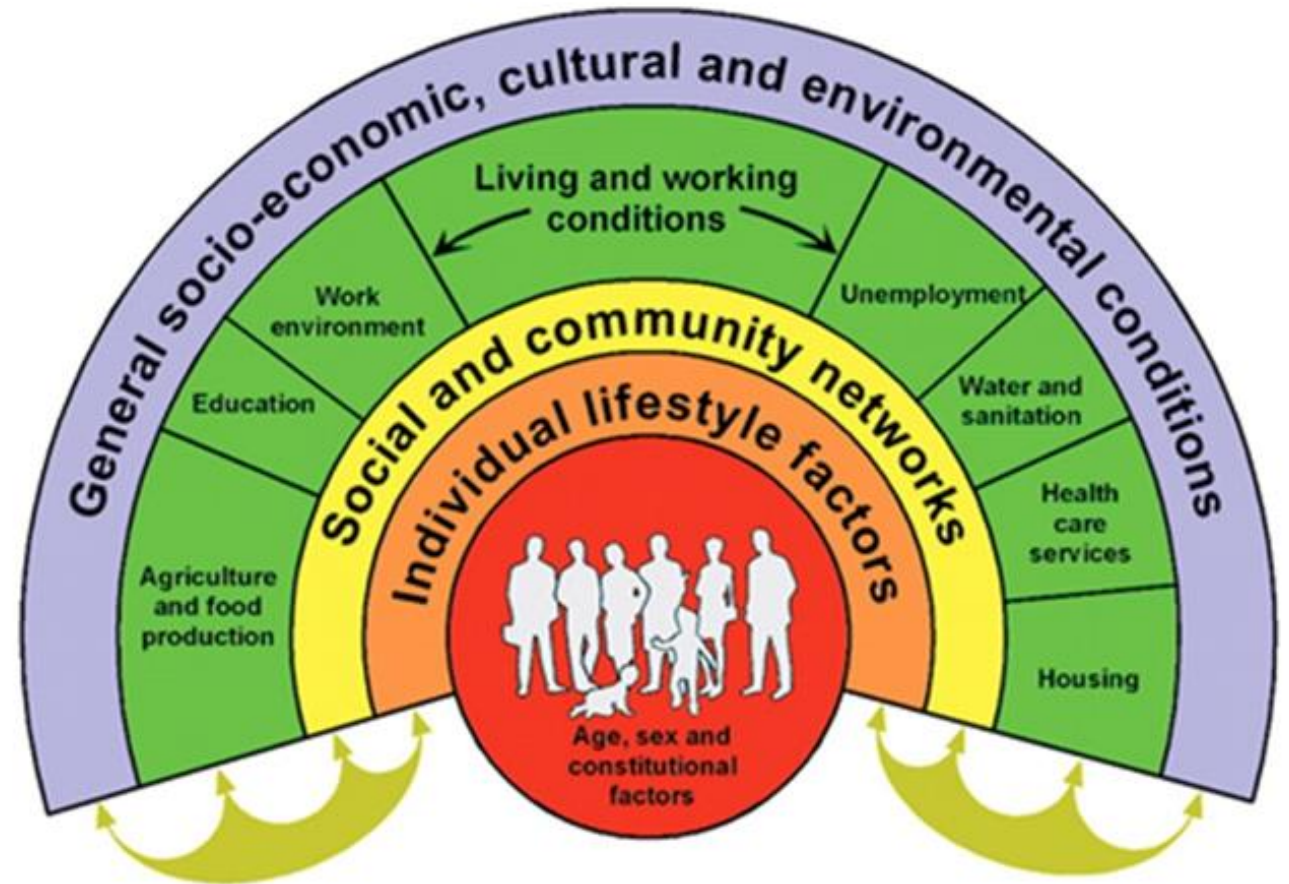 General socio-economic, cultural and environmental conditions
Living and working
conditions
Work
environment
Unemployment
Education
Water and
sanitation
Agriculture
and food
production
Health
care
services
Housing
Social and community networks
Individual lifestyle factors
Age, sex and
constitutional
factors